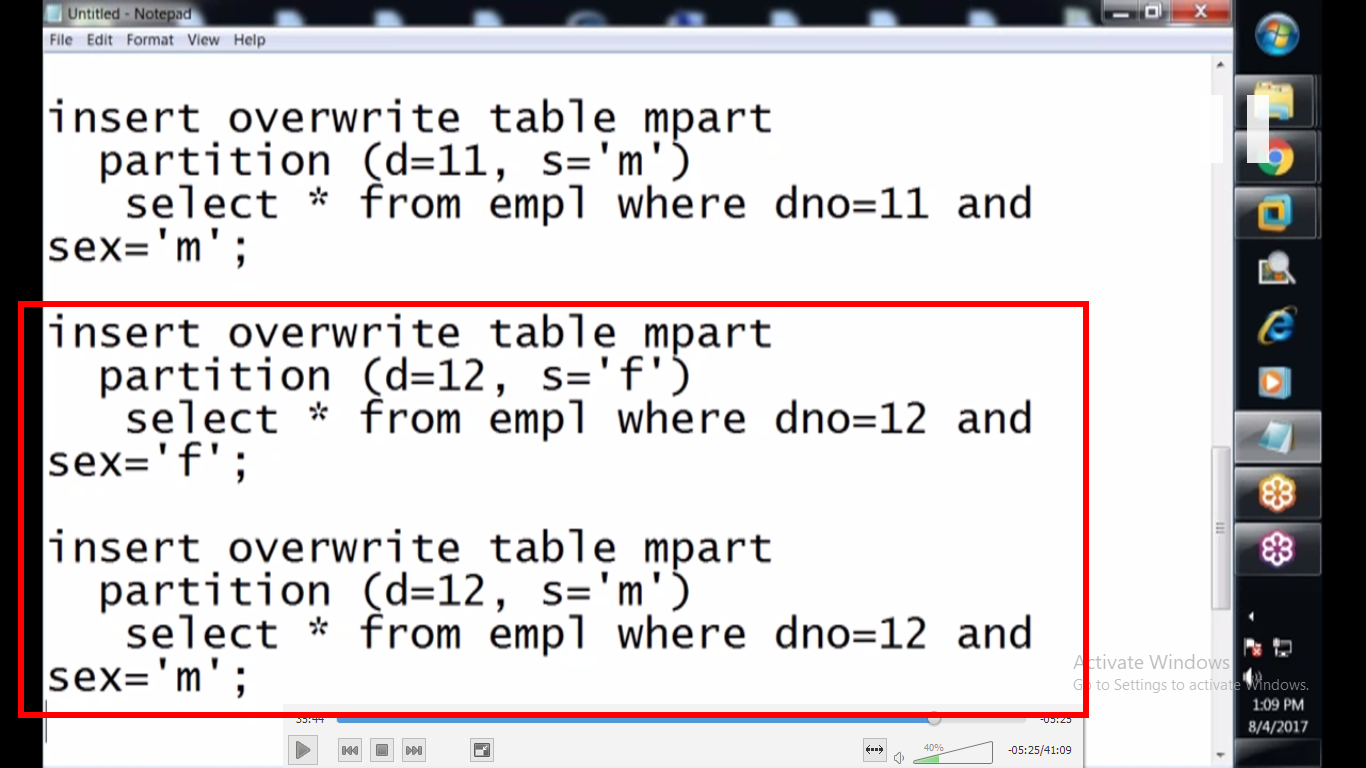 Untitled - Notepad
File Edit Format View Help
insert overwrite table mpart
partition (d=11, s='m')
select * from empl where dno=11 and
sex='m';
insert overwrite table mpart
partition (d=12, s='f')
select * from empl where dno=12 and
sex='f';
insert overwrite table mpart
partition (d=12, s='m')
select * from empl where dno=12 and
sex='m';
Activate Windows
Go to Settings to activate Windows.
1:09 PM
8/4/2017
35:44
-05:25
40%
-05:25/41:09